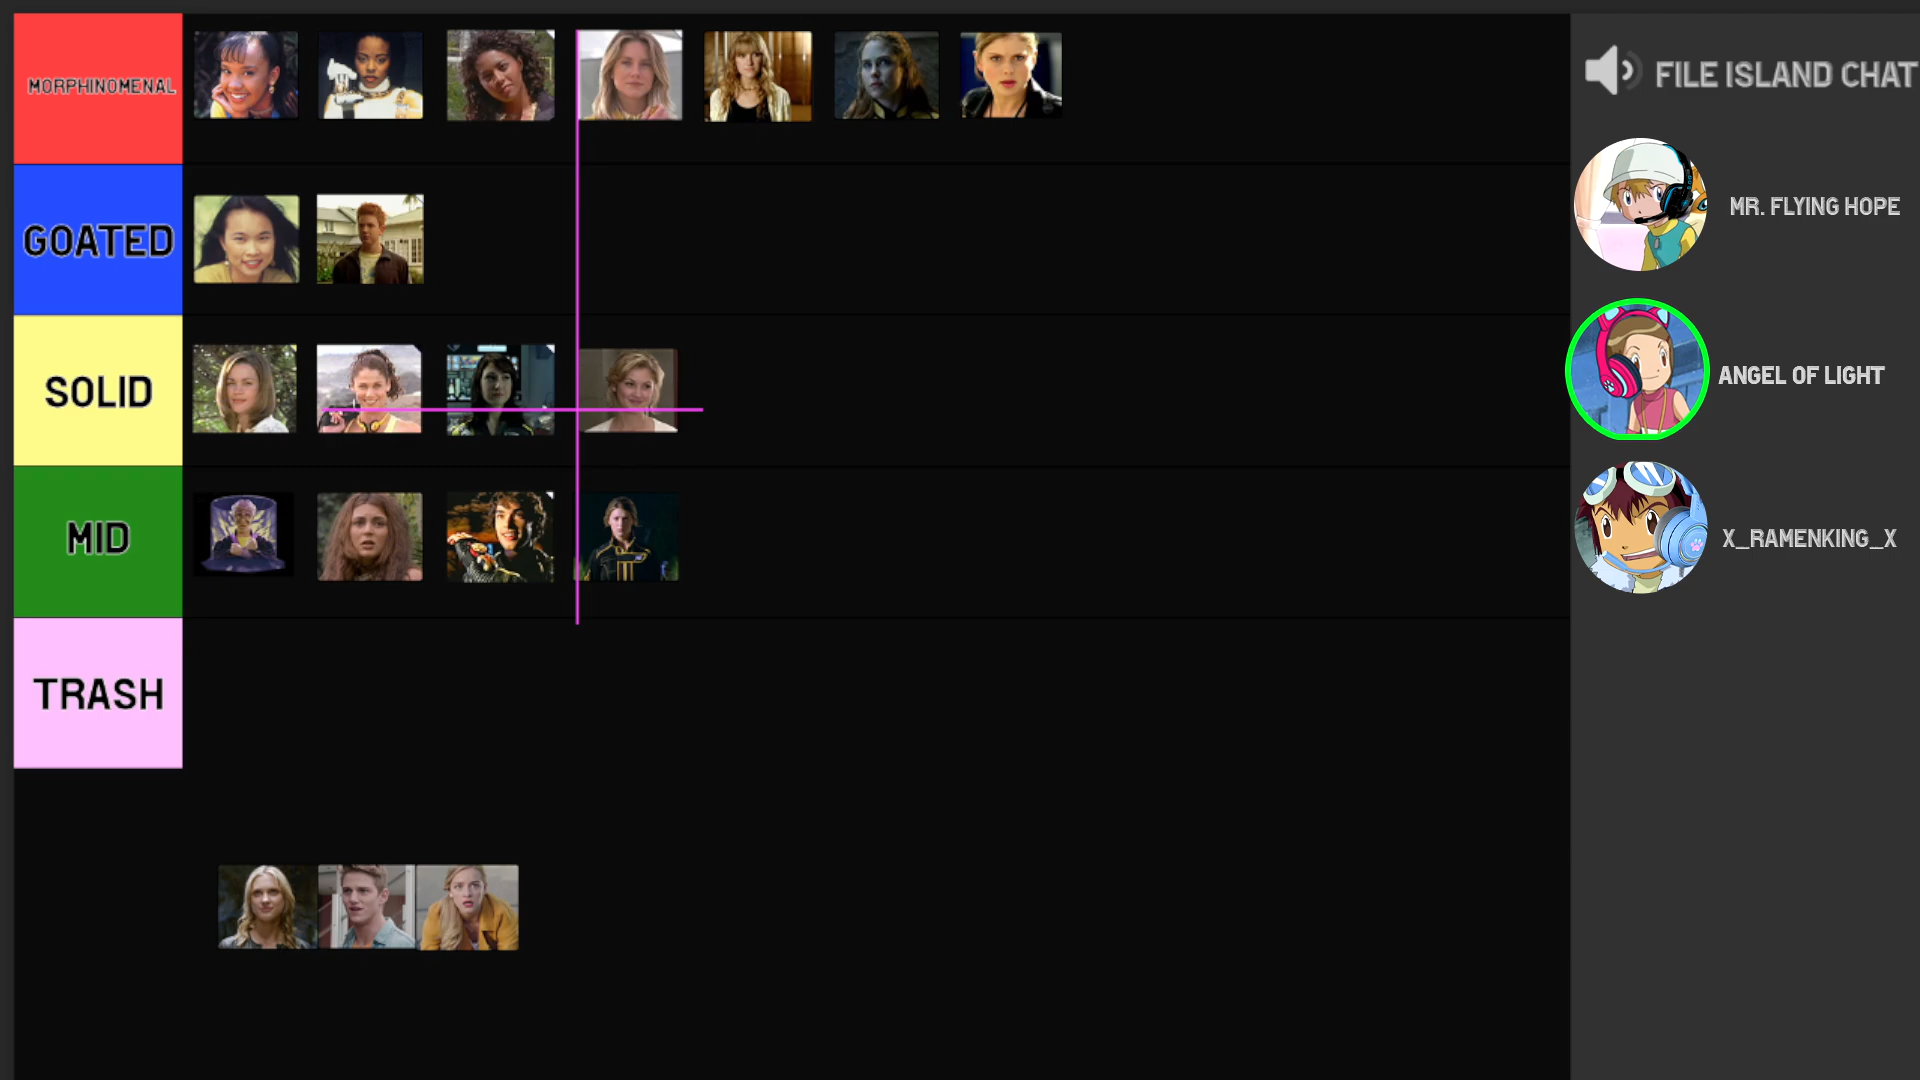 MORPHINOMENAL
GOATED
SOLID
MID
TRASH
FILE ISLAND CHAT
MR. FLYING HOPE
ANGEL OF LIGHT
X_RAMENKING_X